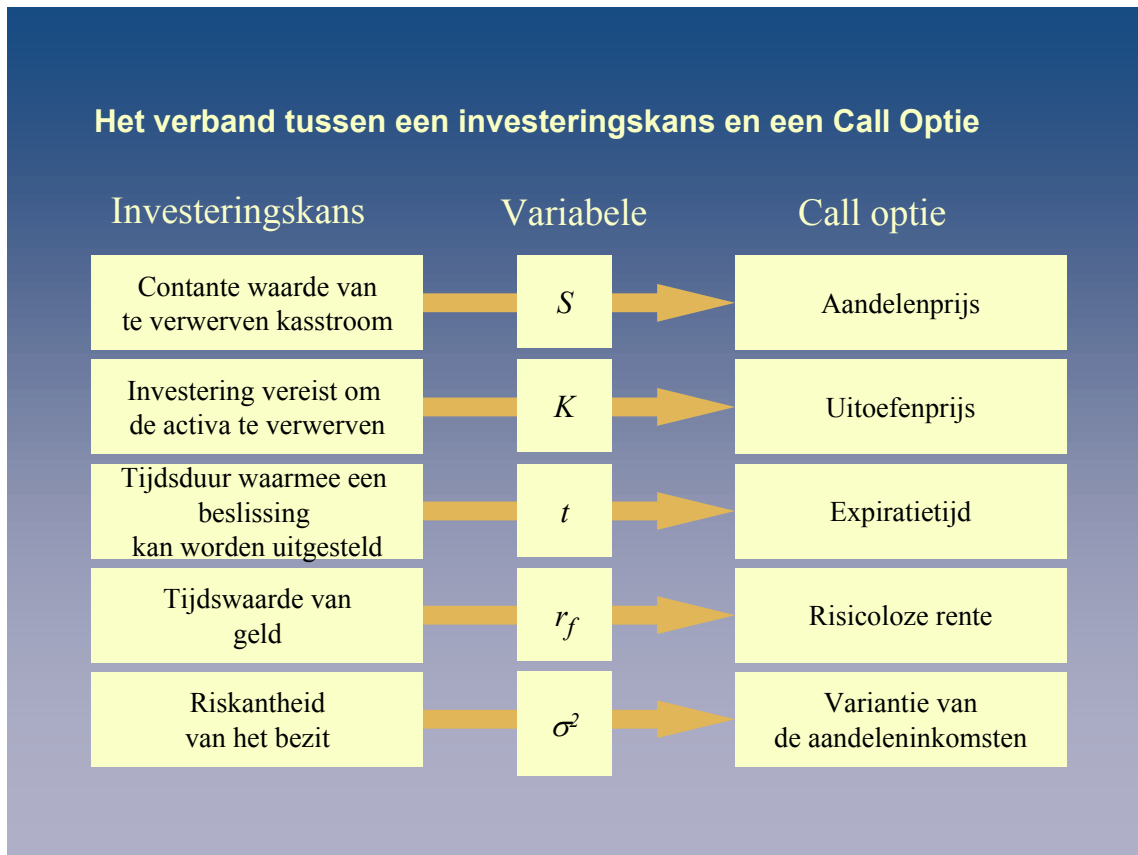 Het verband tussen een investeringskans en een Call Optie
Investeringskans Variabele Call optie
Contante waarde van
te verwerven kasstroom
S
Aandelenprijs
Investering vereist om
de activa te verwerven
K
Uitoefenprijs
Tijdsduur waarmee een
beslissing
kan worden uitgesteld
t
Expiratietijd
Tijdswaarde van
geld
r_f
Risicoloze rente
Riskantheid
van het bezit
σ²
Variantie van
de aandeleninkomsten